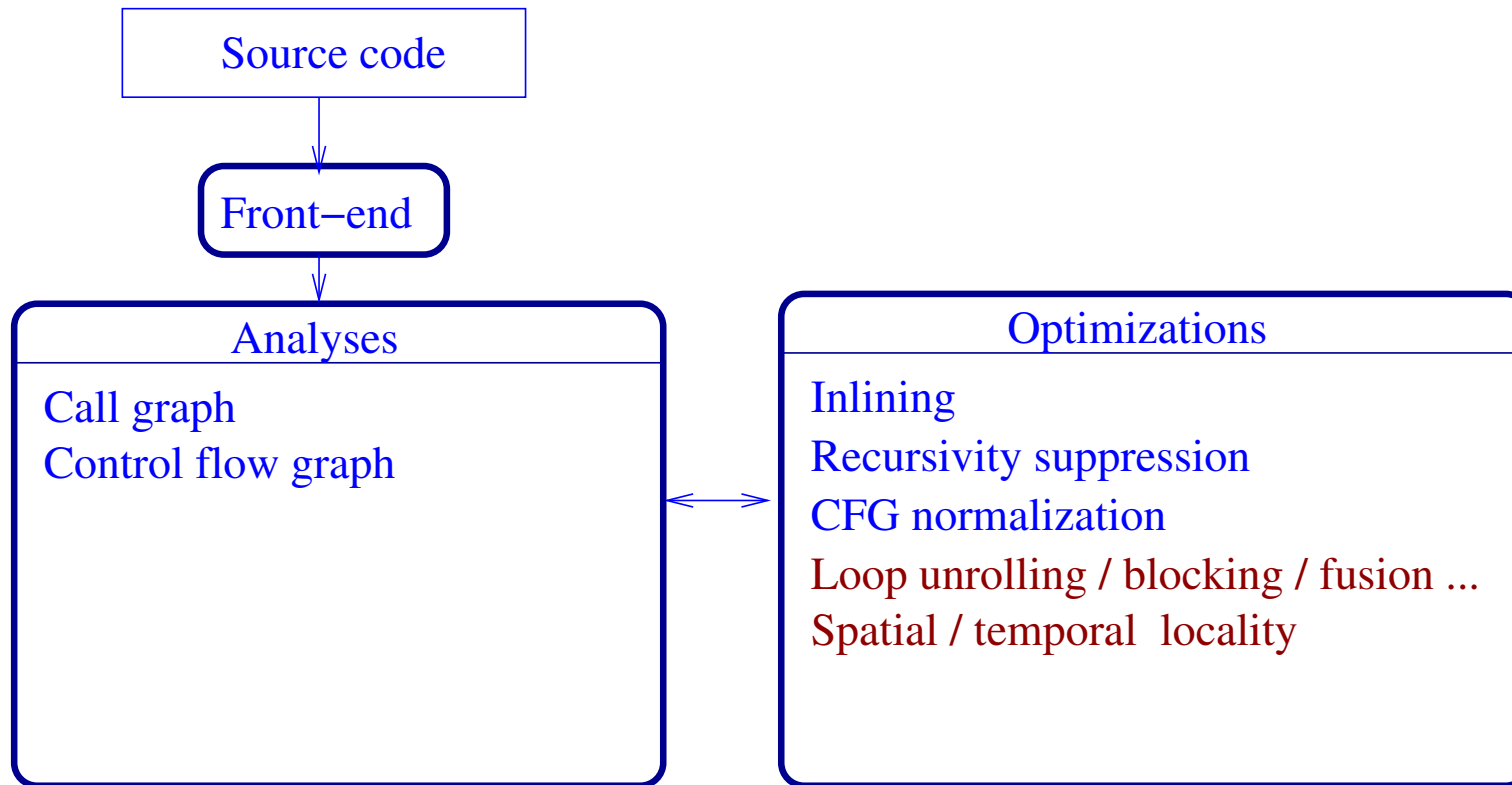 Source code
Front−end
Analyses
Call graph
Control flow graph
Optimizations
Inlining
Recursivity suppression
CFG normalization
Loop unrolling / blocking / fusion ...
Spatial / temporal locality